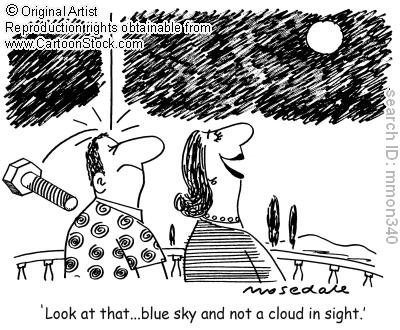 © Original Artist
Reproduction rights obtainable from
www.CartoonStock.com
search ID: mmon340
mosedale
'Look at that...blue sky and not a cloud in sight.'